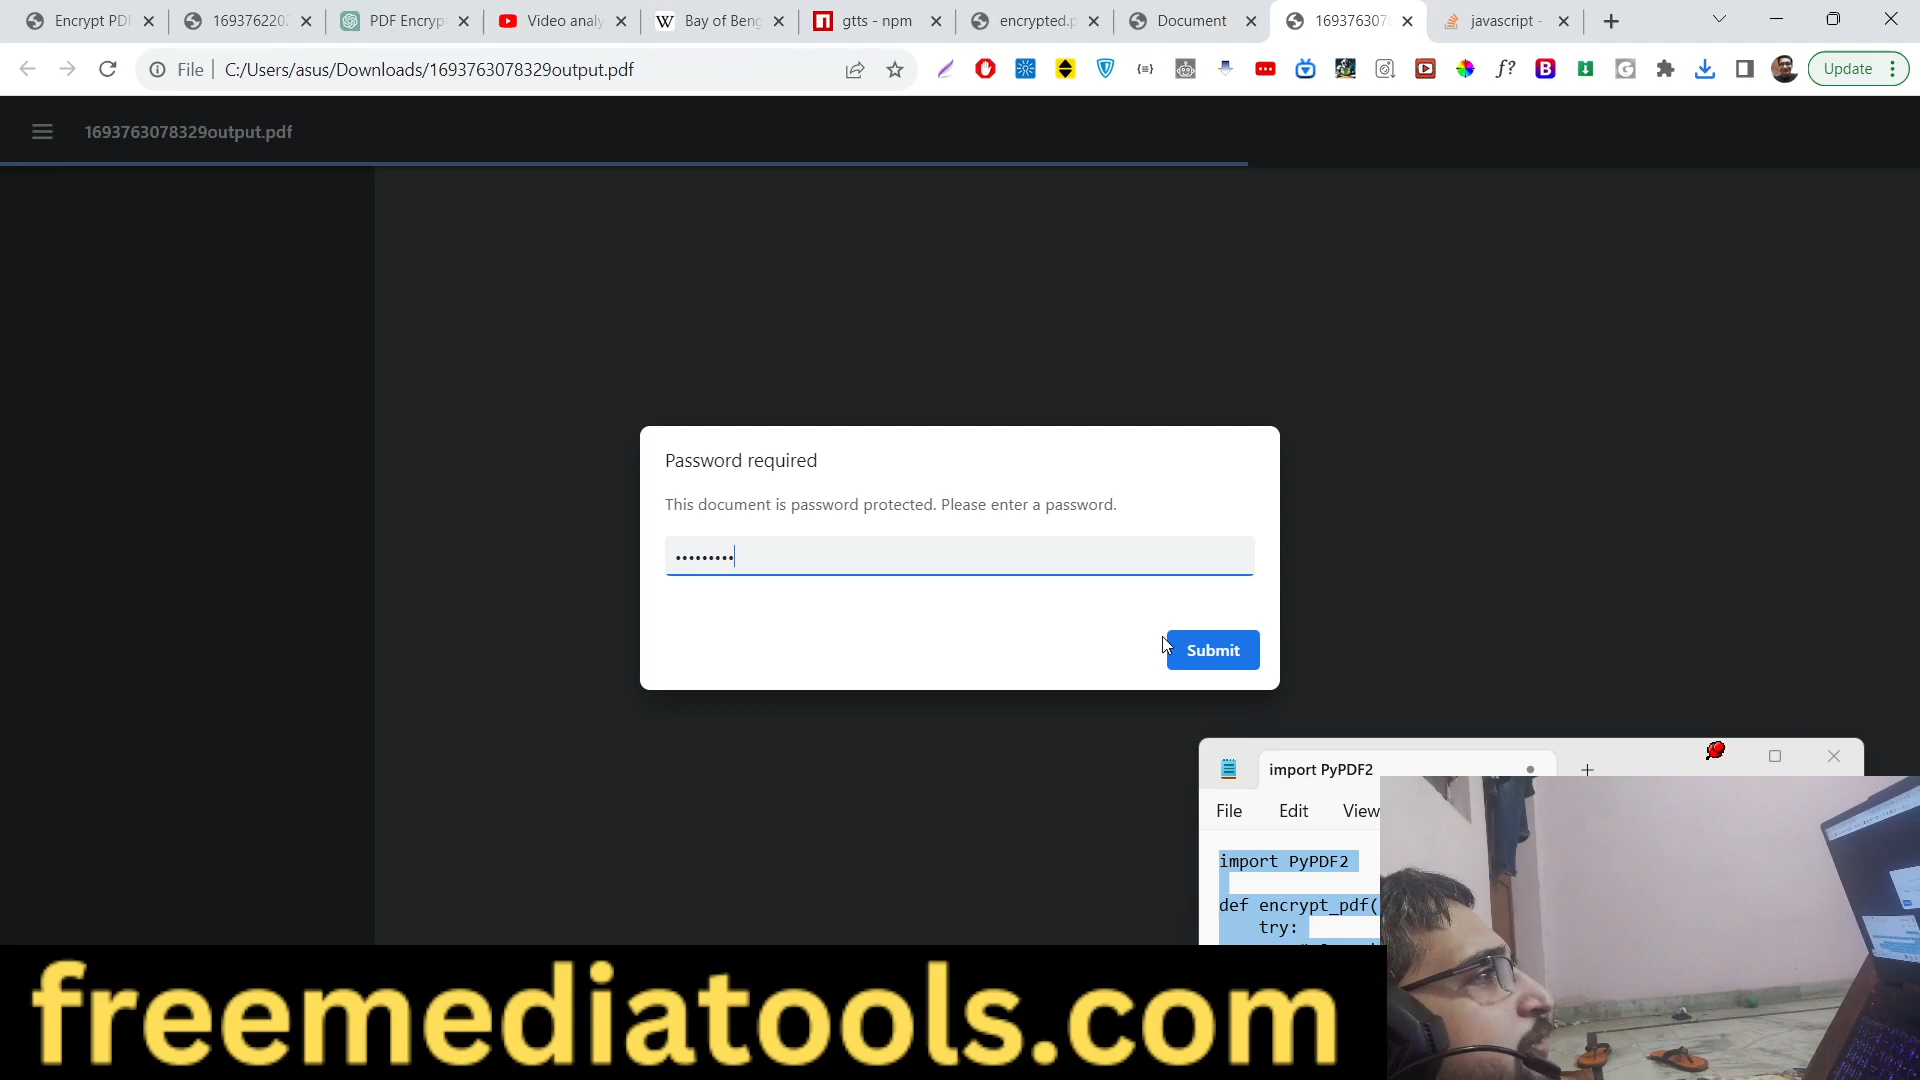 Encrypt PD
169376220
PDF Encryp
Video analy
Bay of Beng
gtts - npm
encrypted.p
Document
169376307
javascript -
File
C:/Users/asus/Downloads/1693763078329output.pdf
Update
1693763078329output.pdf
Password required
This document is password protected. Please enter a password.
Submit
import PyPDF2
File
Edit
View
import PyPDF2
def encrypt_pdf(
try:
freemediatools.com